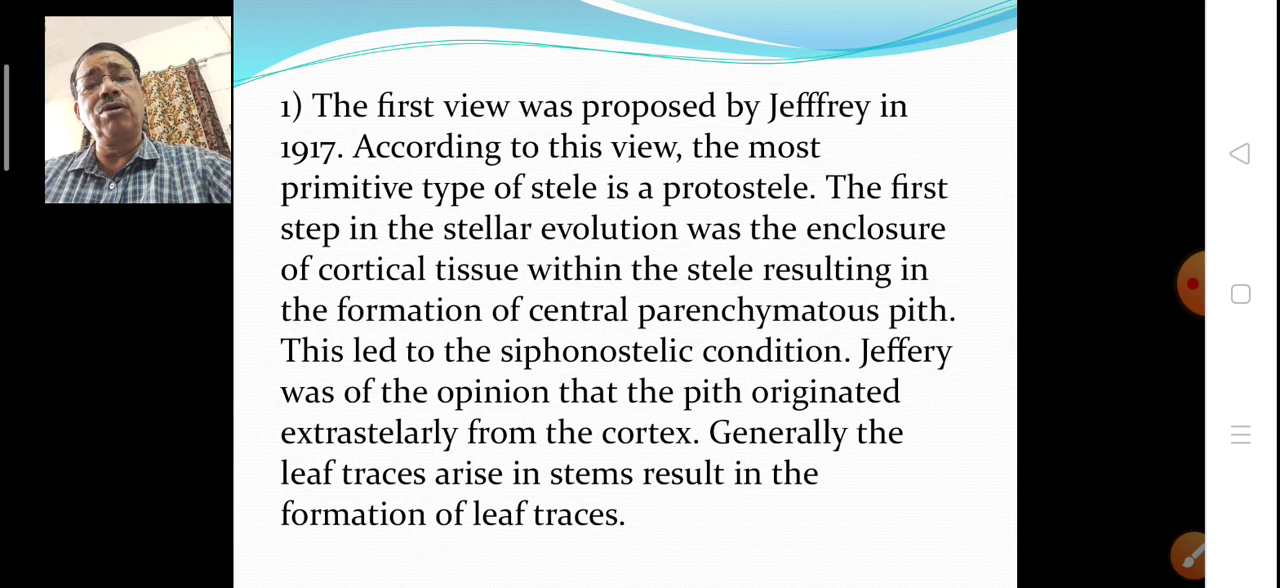 1) The first view was proposed by Jefffrey in
1917. According to this view, the most
primitive type of stele is a protostele. The first
step in the stellar evolution was the enclosure
of cortical tissue within the stele resulting in
the formation of central parenchymatous pith.
This led to the siphonostelic condition. Jeffery
was of the opinion that the pith originated
extrastelarly from the cortex. Generally the
leaf traces arise in stems result in the
formation of leaf traces.